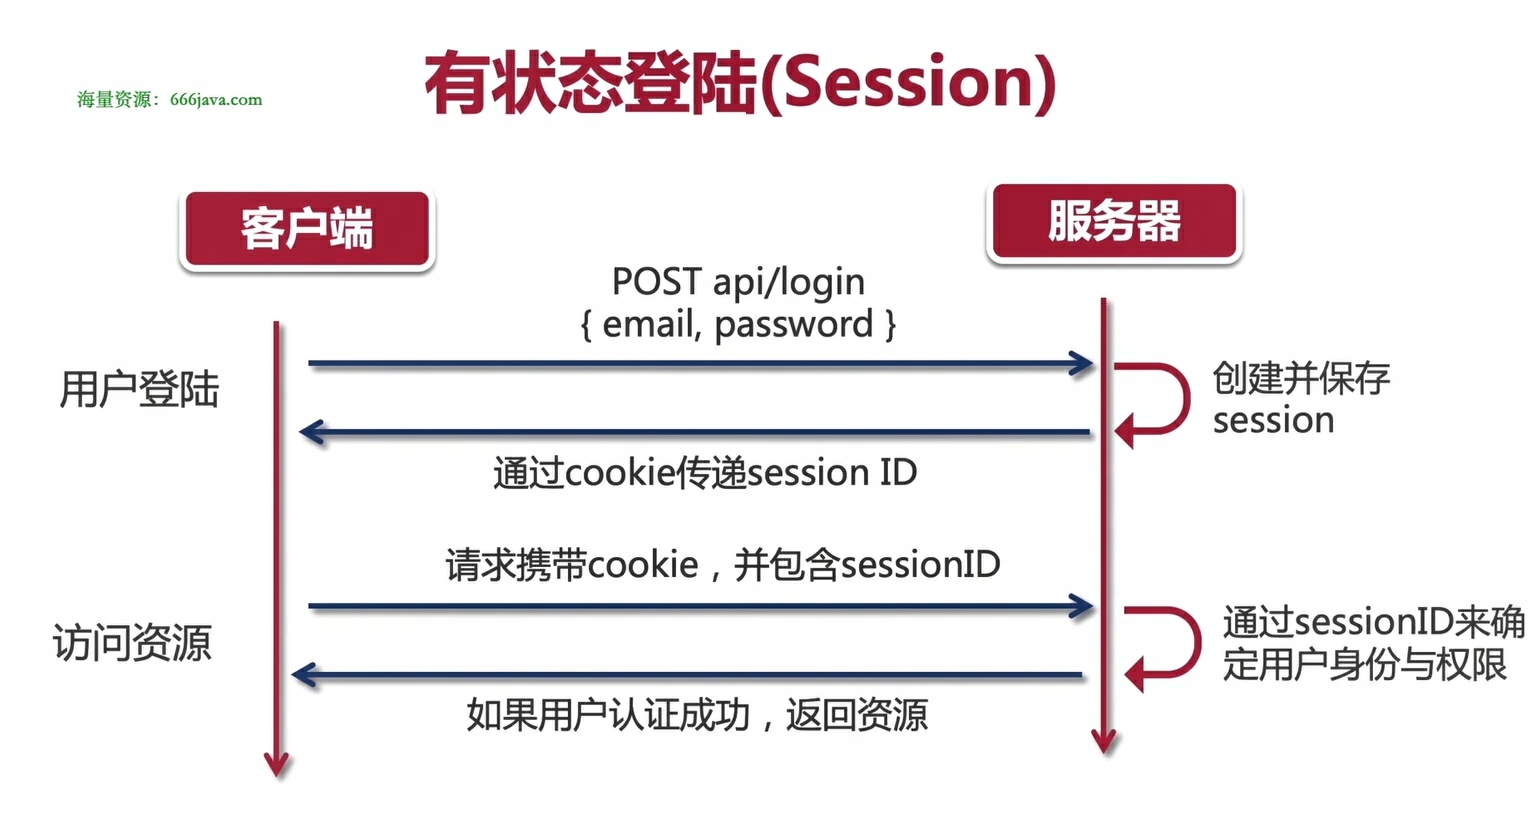 有状态登陆(Session)
海量资源：666java.com
客户端
服务器
POST api/login
{ email, password }
用户登陆
创建并保存
session
通过cookie传递session ID
请求携带cookie，并包含sessionID
访问资源
通过sessionID来确
定用户身份与权限
如果用户认证成功，返回资源